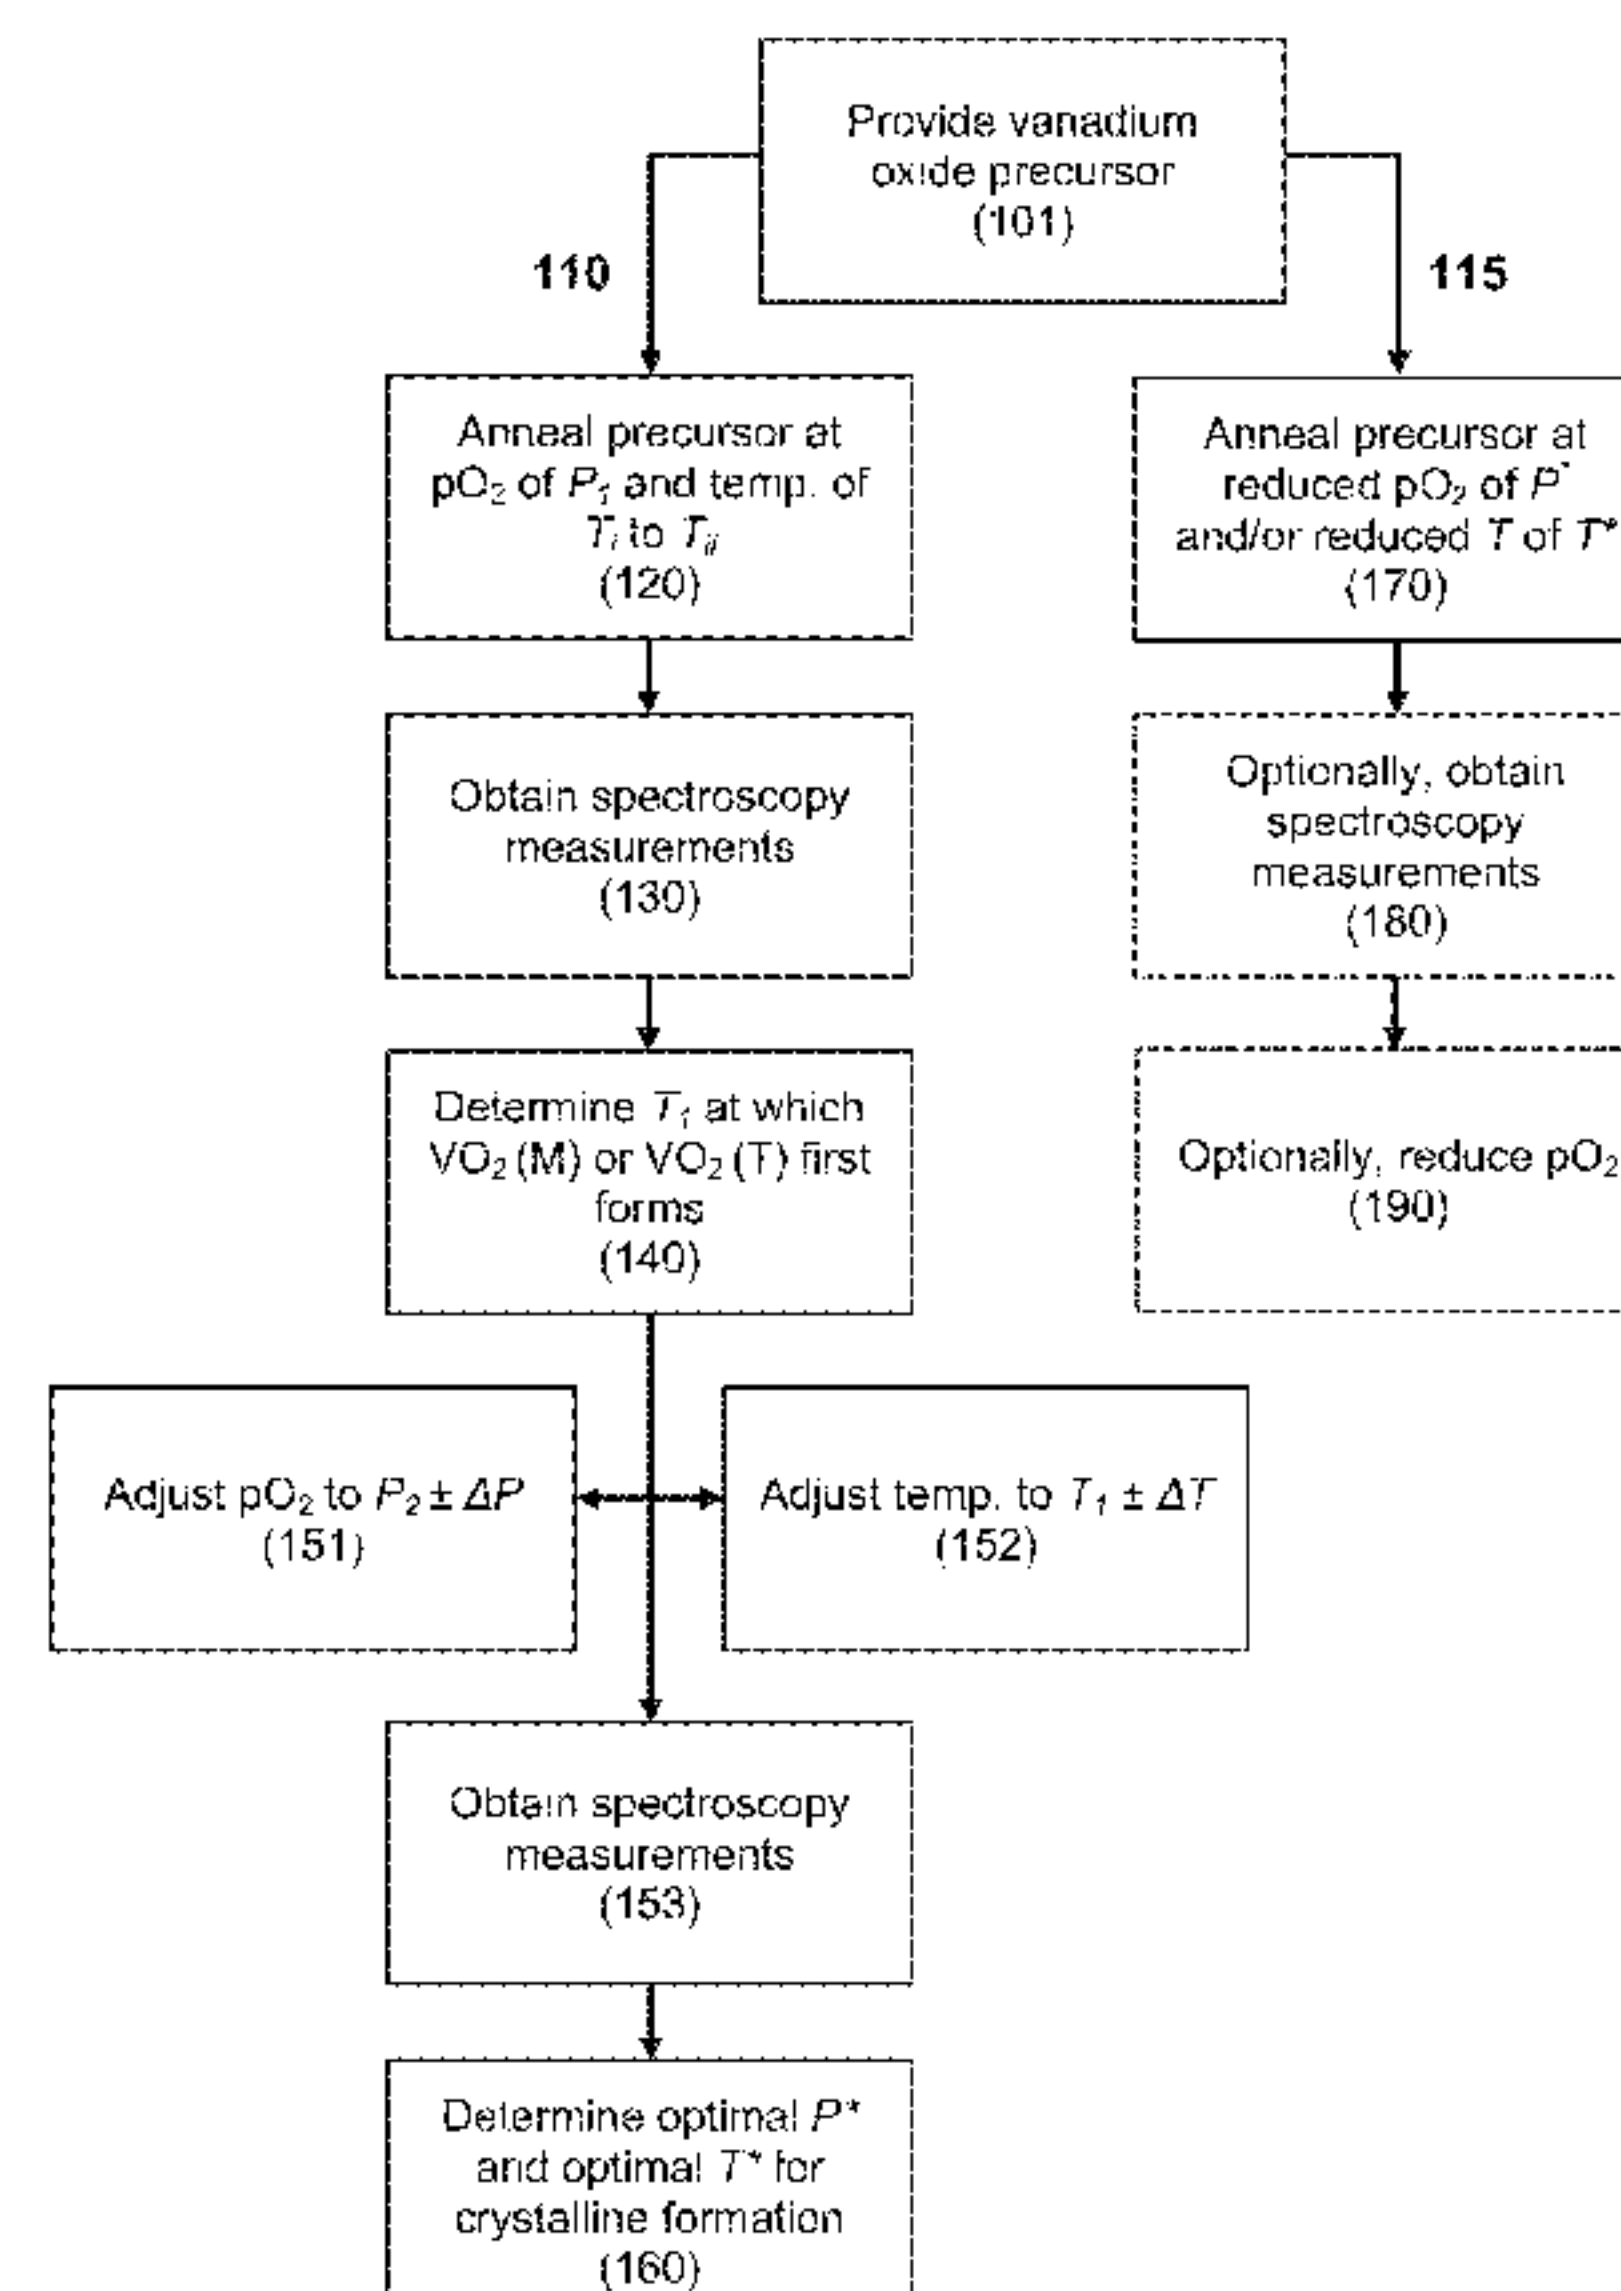 Provide vanadium
oxide precursor
(101)
110
115
Anneal precursor at
pO₂ of P₁ and temp. of
Tᵢ to Tᵢᵢ
(120)
Anneal precursor at
reduced pO₂ of P*
and/or reduced T of T*
(170)
Obtain spectroscopy
measurements
(130)
Optionally, obtain
spectroscopy
measurements
(180)
Determine T₁ at which
VO₂ (M) or VO₂ (T) first
forms
(140)
Optionally, reduce pO₂
(190)
Adjust pO₂ to P₂ ± ΔP
(151)
Adjust temp. to T₁ ± ΔT
(152)
Obtain spectroscopy
measurements
(153)
Determine optimal P*
and optimal T* for
crystalline formation
(160)